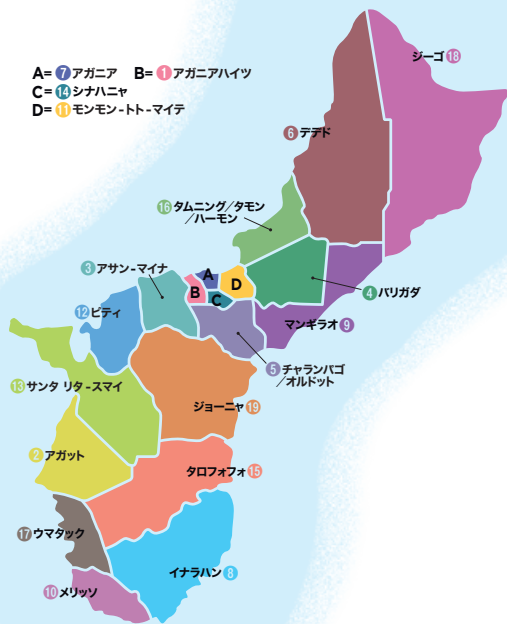 A= 7 アガニア B= 1 アガニアハイツ
C= 14 シナハニャ
D= 11 モンモン-トト-マイテ
ジーゴ 18
6 デデド
16 タムニング/タモン
/ハーモン
3 アサン-マイナ
A
B
C
D
4 バリガダ
12 ピティ
マンギラオ 9
5 チャランパゴ
/オルドット
13 サンタ リタ-スマイ
ジョーニャ 19
2 アガット
タロフォフォ 15
17 ウマタック
イナラハン 8
10 メリッソ